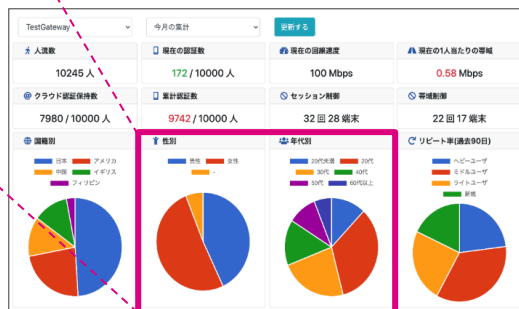 TestGateway
今月の集計
更新する
人流数
現在の認証数
現在の回線速度
現在の1人当たりの帯域
10245 人
172 / 10000 人
100 Mbps
0.58 Mbps
クラウド認証保持数
累計認証数
セッション制御
帯域制御
7980 / 10000 人
9742 / 10000 人
32 回 28 端末
22 回 17 端末
国籍別
性別
年代別
リピート率(過去90日)
日本 アメリカ
中国 イギリス
フィリピン
男性 女性
-
20代未満 20代
30代 40代
50代 60代以上
ヘビーユーザ
ミドルユーザ
ライトユーザ
新規